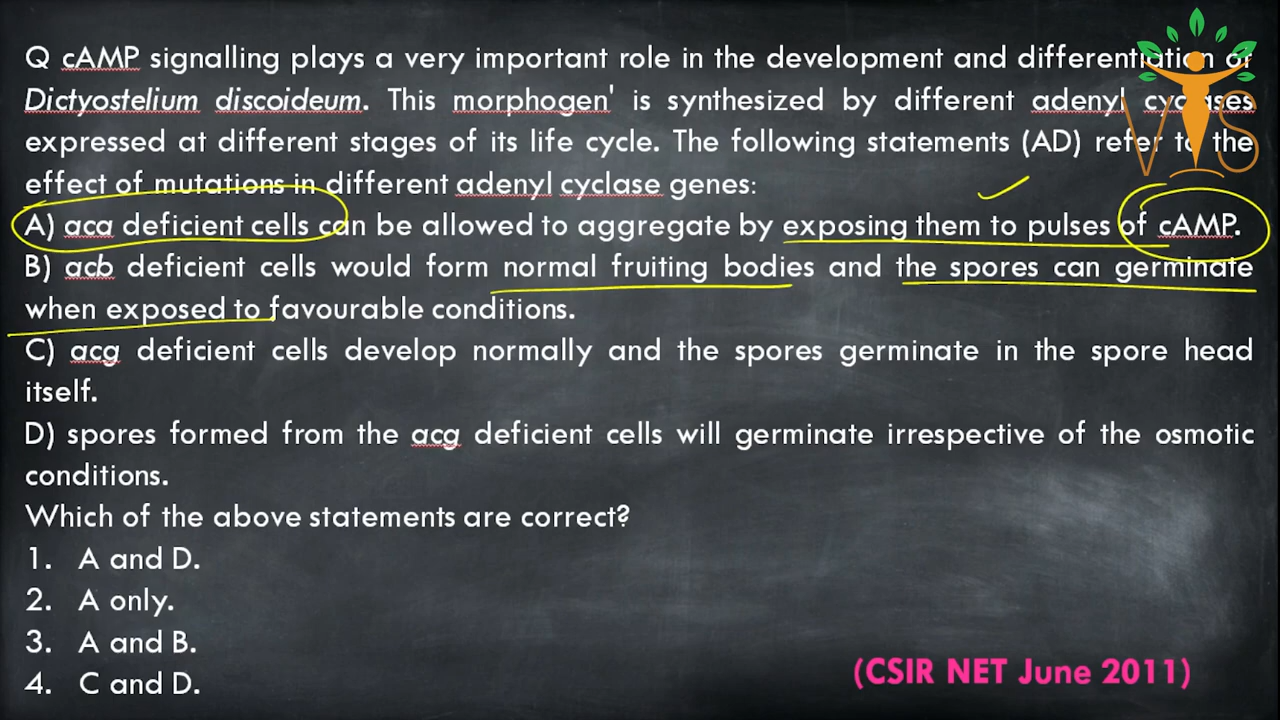 Q cAMP signalling plays a very important role in the development and differentiation of
Dictyostelium discoideum. This morphogen' is synthesized by different adenyl cyclases
expressed at different stages of its life cycle. The following statements (AD) refer to the
effect of mutations in different adenyl cyclase genes:
A) aca deficient cells can be allowed to aggregate by exposing them to pulses of cAMP.
B) acb deficient cells would form normal fruiting bodies and the spores can germinate
when exposed to favourable conditions.
C) acg deficient cells develop normally and the spores germinate in the spore head
itself.
D) spores formed from the acg deficient cells will germinate irrespective of the osmotic
conditions.
Which of the above statements are correct?
1. A and D.
2. A only.
3. A and B.
4. C and D.
(CSIR NET June 2011)
V S